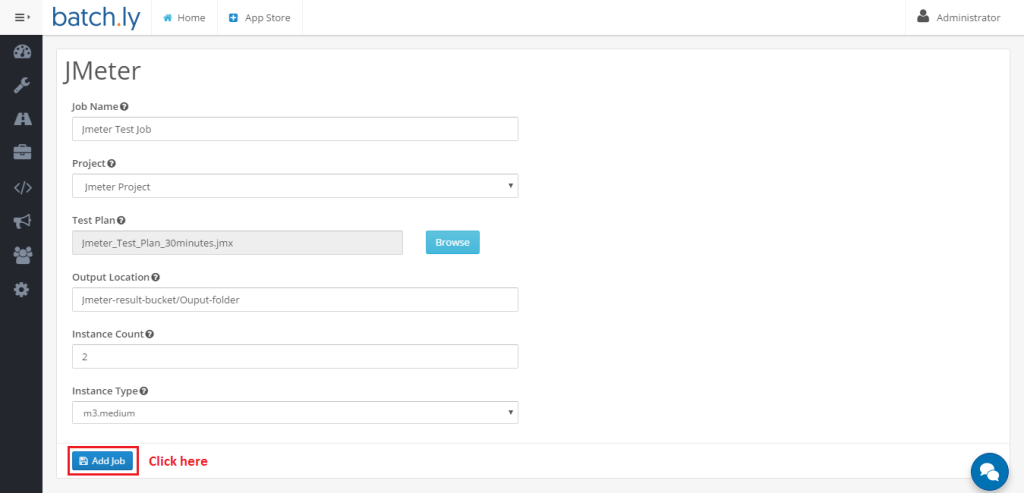 batch.ly Home App Store Administrator
JMeter
Job Name
Jmeter Test Job
Project
Jmeter Project
Test Plan
Jmeter_Test_Plan_30minutes.jmx Browse
Output Location
Jmeter-result-bucket/Ouput-folder
Instance Count
2
Instance Type
m3.medium
Add Job Click here